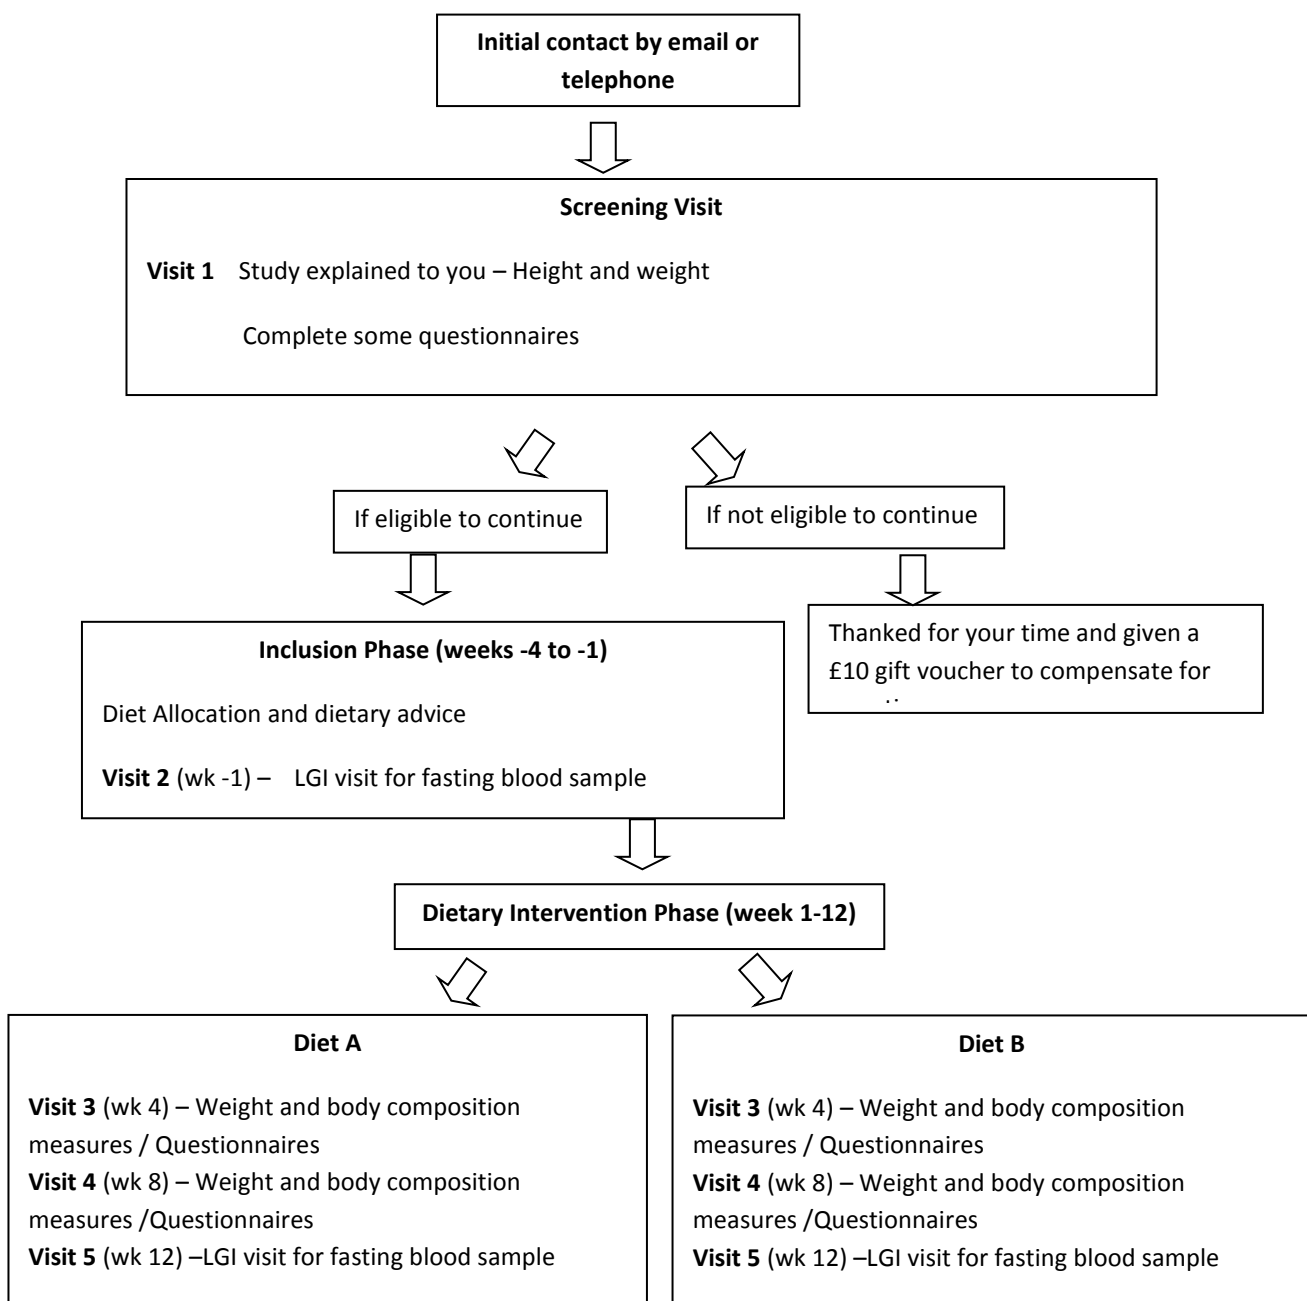 Initial contact by email or
telephone
Screening Visit
Visit 1 Study explained to you – Height and weight
Complete some questionnaires
If eligible to continue
If not eligible to continue
Inclusion Phase (weeks -4 to -1)
Diet Allocation and dietary advice
Visit 2 (wk -1) – LGI visit for fasting blood sample
Thanked for your time and given a
£10 gift voucher to compensate for
Dietary Intervention Phase (week 1-12)
Diet A
Visit 3 (wk 4) – Weight and body composition
measures / Questionnaires
Visit 4 (wk 8) – Weight and body composition
measures /Questionnaires
Visit 5 (wk 12) –LGI visit for fasting blood sample
Diet B
Visit 3 (wk 4) – Weight and body composition
measures / Questionnaires
Visit 4 (wk 8) – Weight and body composition
measures /Questionnaires
Visit 5 (wk 12) –LGI visit for fasting blood sample